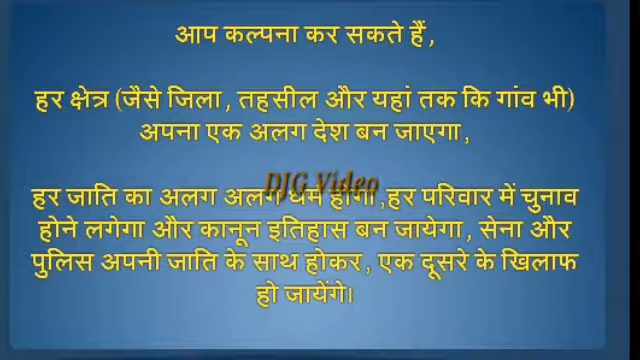 आप कल्पना कर सकते हैं,
हर क्षेत्र (जैसे जिला, तहसील और यहां तक कि गांव भी)
अपना एक अलग देश बन जाएगा,
DJG Video
हर जाति का अलग अलग धर्म होगा,हर परिवार में चुनाव
होने लगेगा और कानून इतिहास बन जायेगा, सेना और
पुलिस अपनी जाति के साथ होकर, एक दूसरे के खिलाफ
हो जायेंगे।